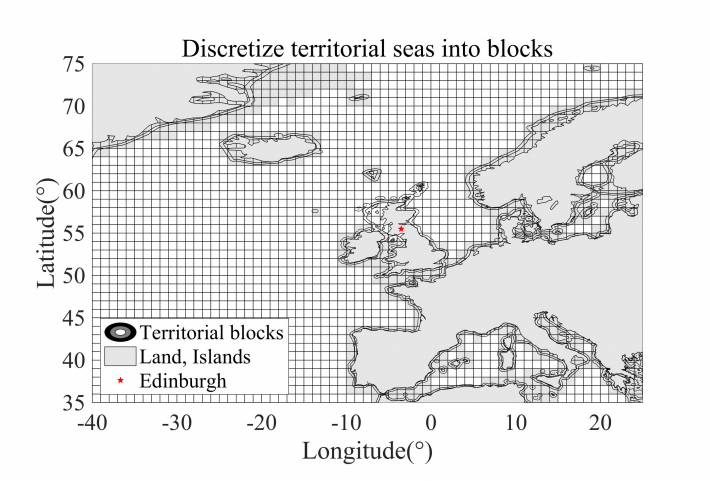 Discretize territorial seas into blocks
75
70
65
60
55
50
45
40
35
Latitude(°)
Territorial blocks
Land, Islands
Edinburgh
-40 -30 -20 -10 0 10 20
Longitude(°)